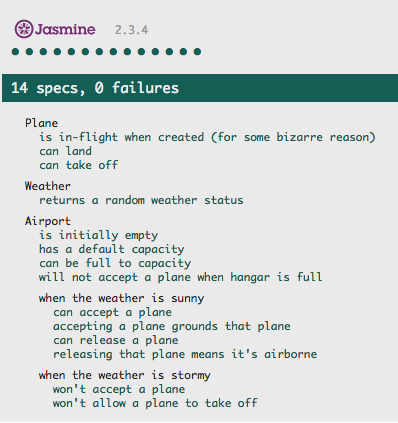 Jasmine 2.3.4
14 specs, 0 failures
Plane
is in-flight when created (for some bizarre reason)
can land
can take off
Weather
returns a random weather status
Airport
is initially empty
has a default capacity
can be full to capacity
will not accept a plane when hangar is full
when the weather is sunny
can accept a plane
accepting a plane grounds that plane
can release a plane
releasing that plane means it's airborne
when the weather is stormy
won't accept a plane
won't allow a plane to take off